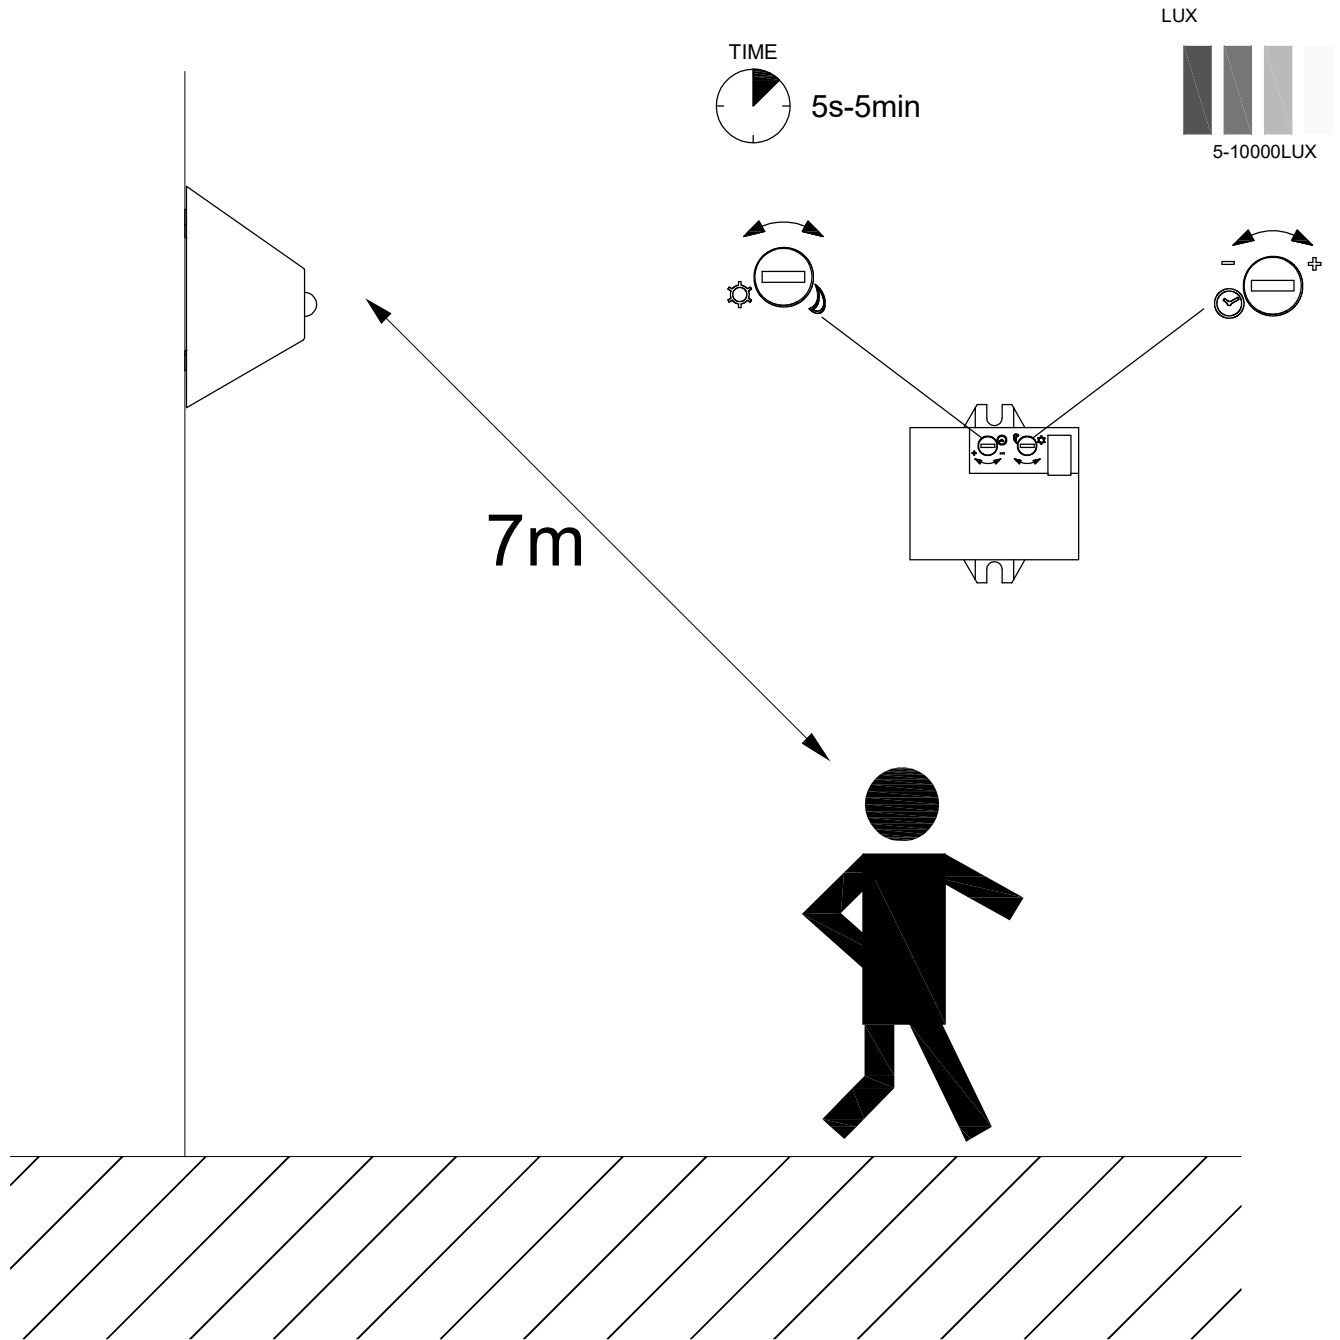 LUX
TIME
5s-5min
5-10000LUX
- +
7m
+ -